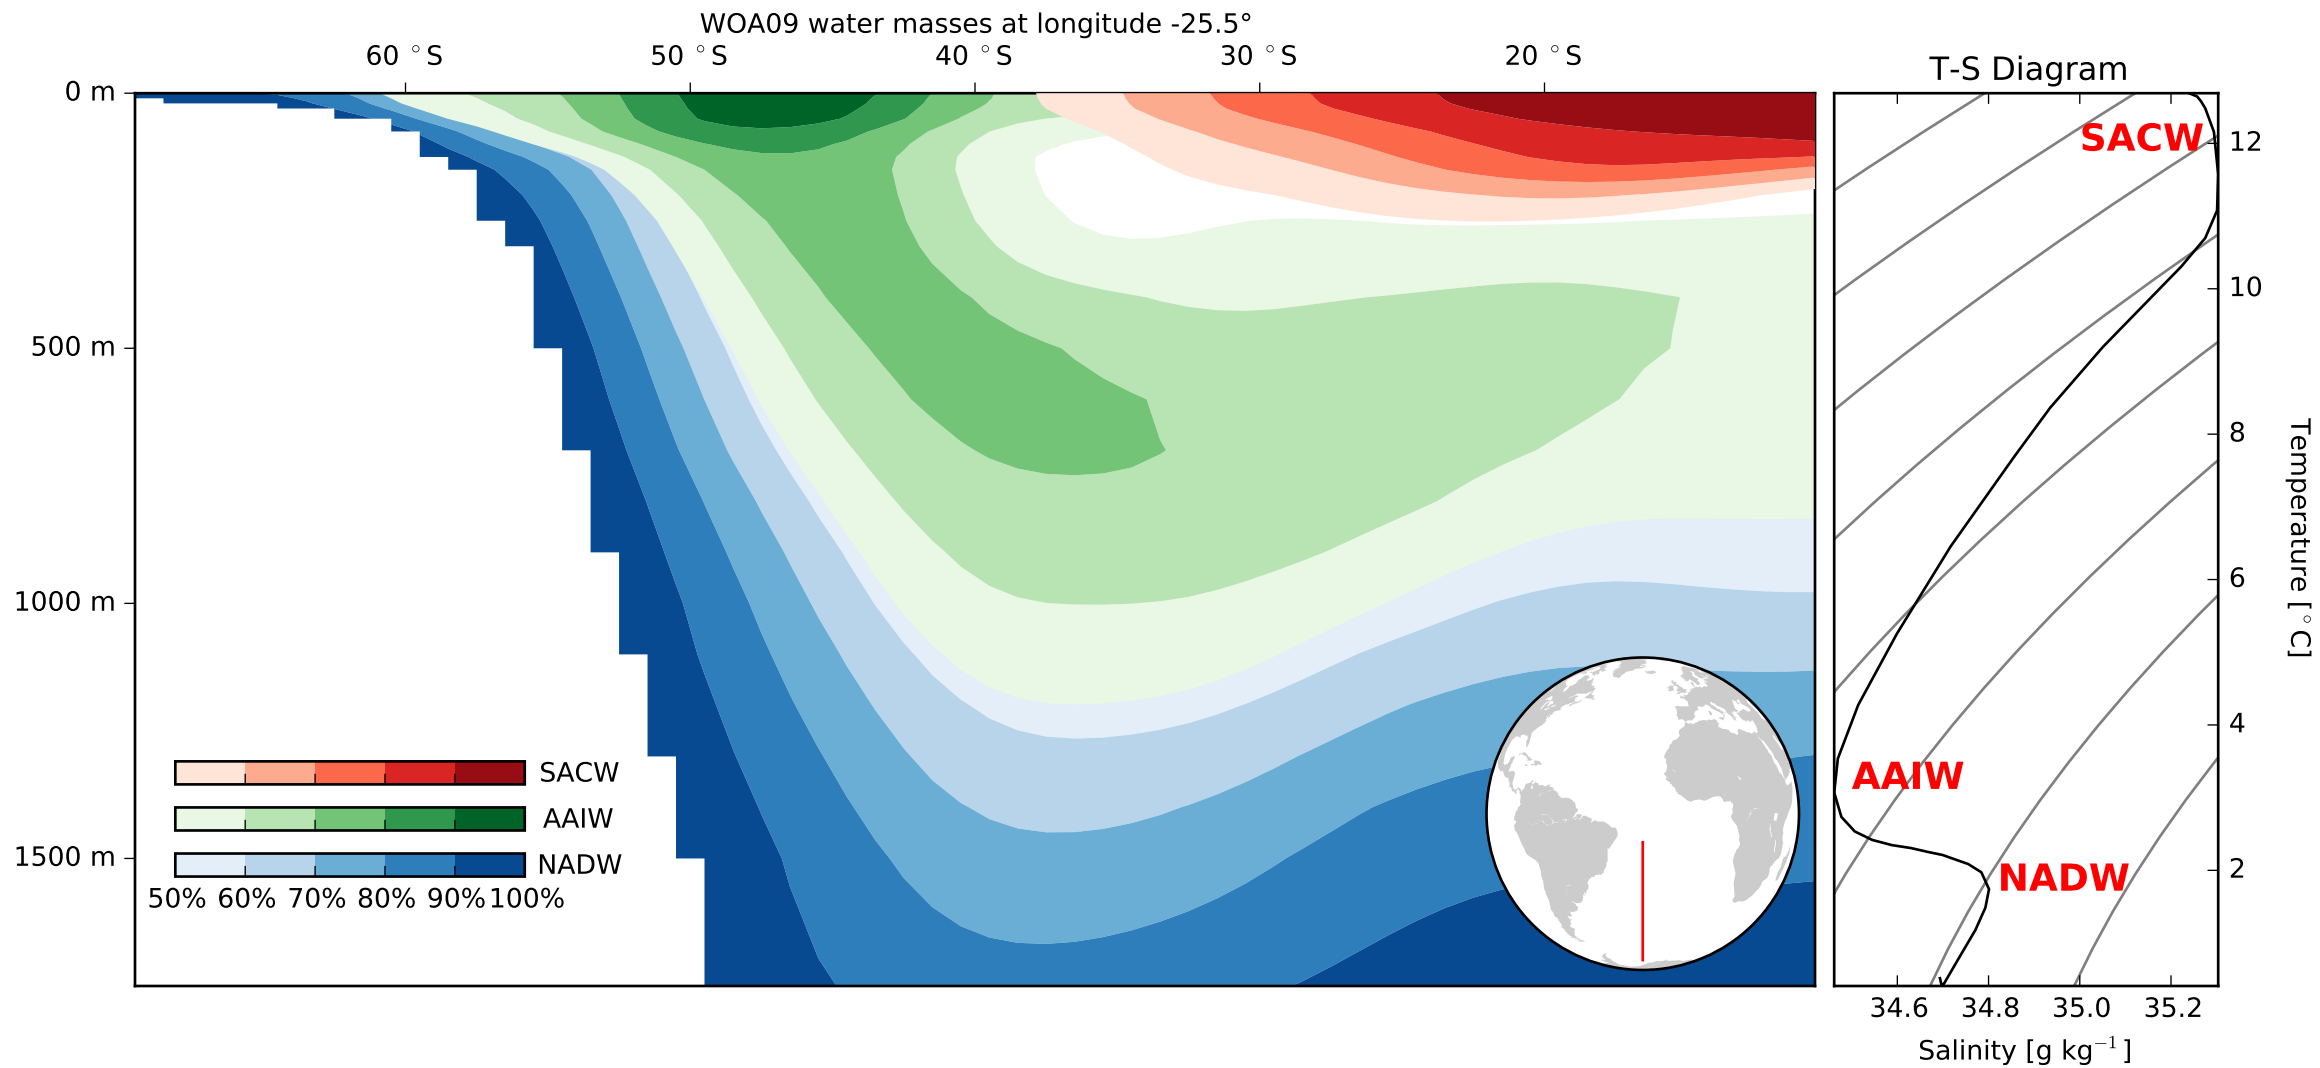 WOA09 water masses at longitude -25.5°
60 °S 50 °S 40 °S 30 °S 20 °S
0 m
500 m
1000 m
1500 m
SACW
AAIW
NADW
50% 60% 70% 80% 90% 100%
T-S Diagram
SACW
AAIW
NADW
12
10
8
6
4
2
Temperature [°C]
34.6 34.8 35.0 35.2
Salinity [g kg⁻¹]